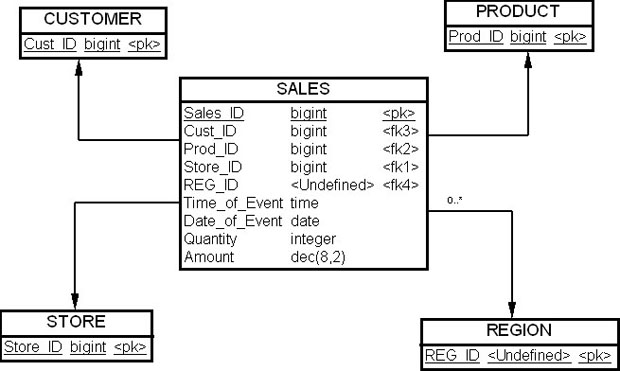 CUSTOMER
Cust_ID bigint <pk>
PRODUCT
Prod_ID bigint <pk>
SALES
Sales_ID bigint <pk>
Cust_ID bigint <fk3>
Prod_ID bigint <fk2>
Store_ID bigint <fk1>
REG_ID <Undefined> <fk4>
Time_of_Event time
Date_of_Event date
Quantity integer
Amount dec(8,2)
0..*
STORE
Store_ID bigint <pk>
REGION
REG_ID <Undefined> <pk>